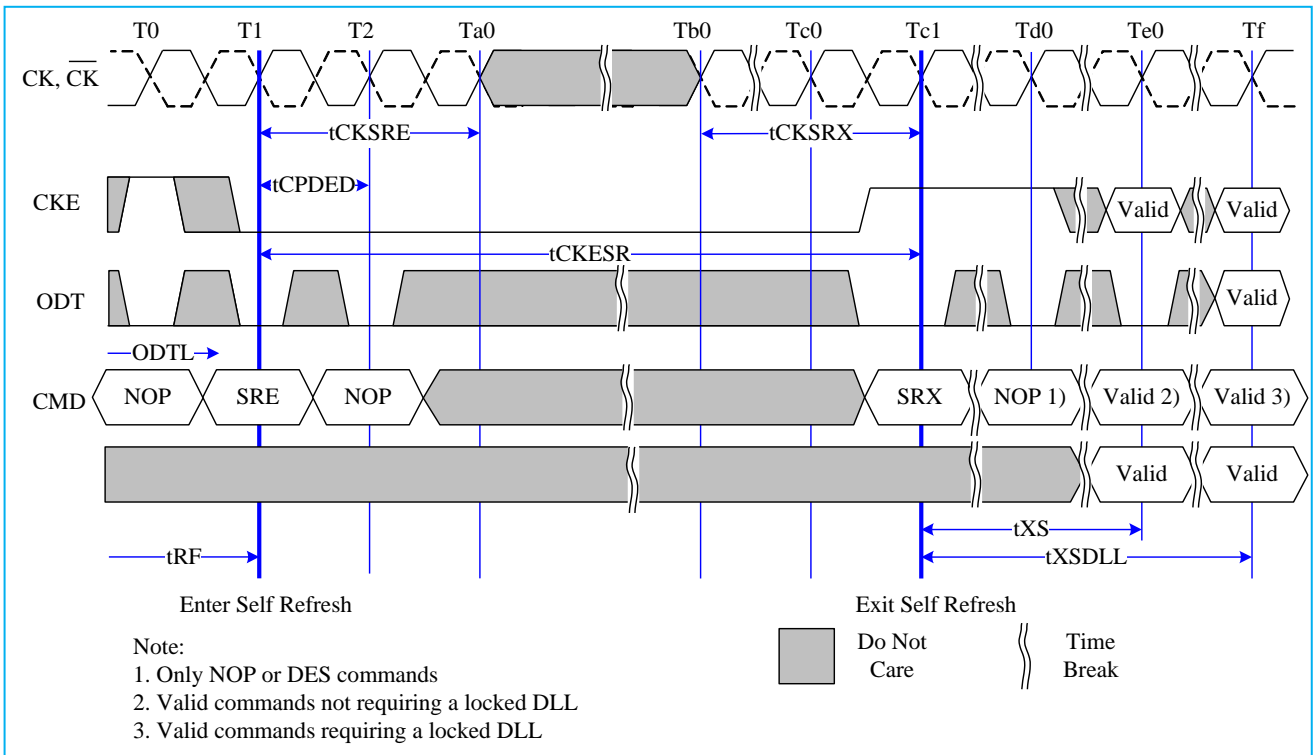 T0 T1 T2 Ta0 Tb0 Tc0 Tc1 Td0 Te0 Tf
CK, CK
tCKSRE tCKSRX
tCPDED
CKE Valid Valid
tCKESR
ODT Valid
ODTL
CMD NOP SRE NOP SRX NOP 1) Valid 2) Valid 3)
Valid Valid
tXS
tRF tXSDLL
Enter Self Refresh Exit Self Refresh
Note:
1. Only NOP or DES commands
2. Valid commands not requiring a locked DLL
3. Valid commands requiring a locked DLL
Do Not
Care
Time
Break